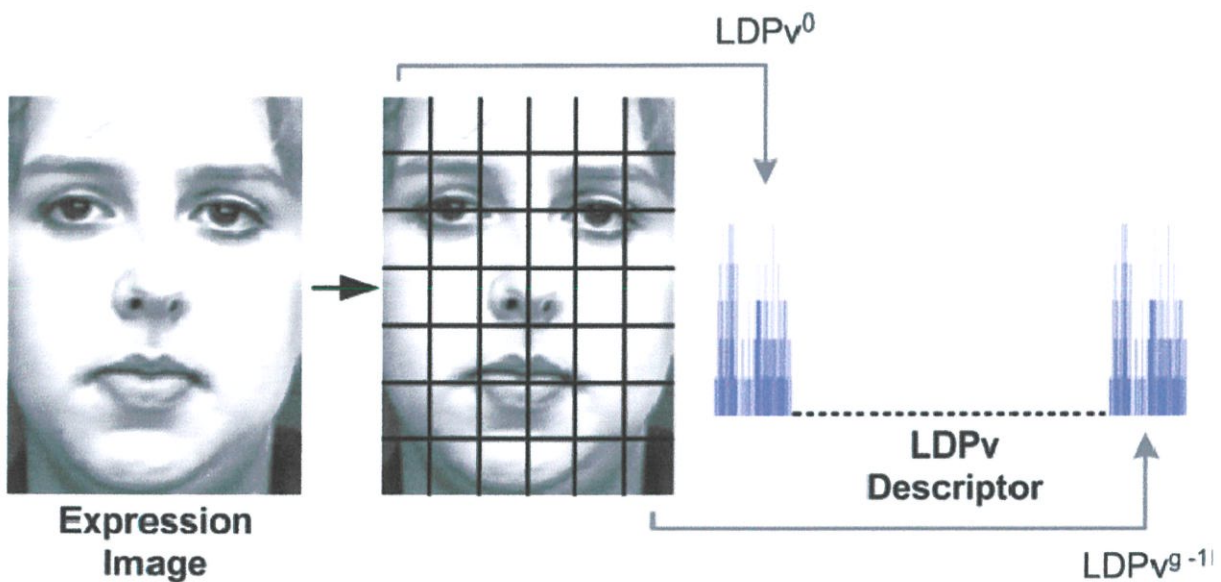 LDPv⁰
Expression
Image
LDPv
Descriptor
LDPv^{g -1}